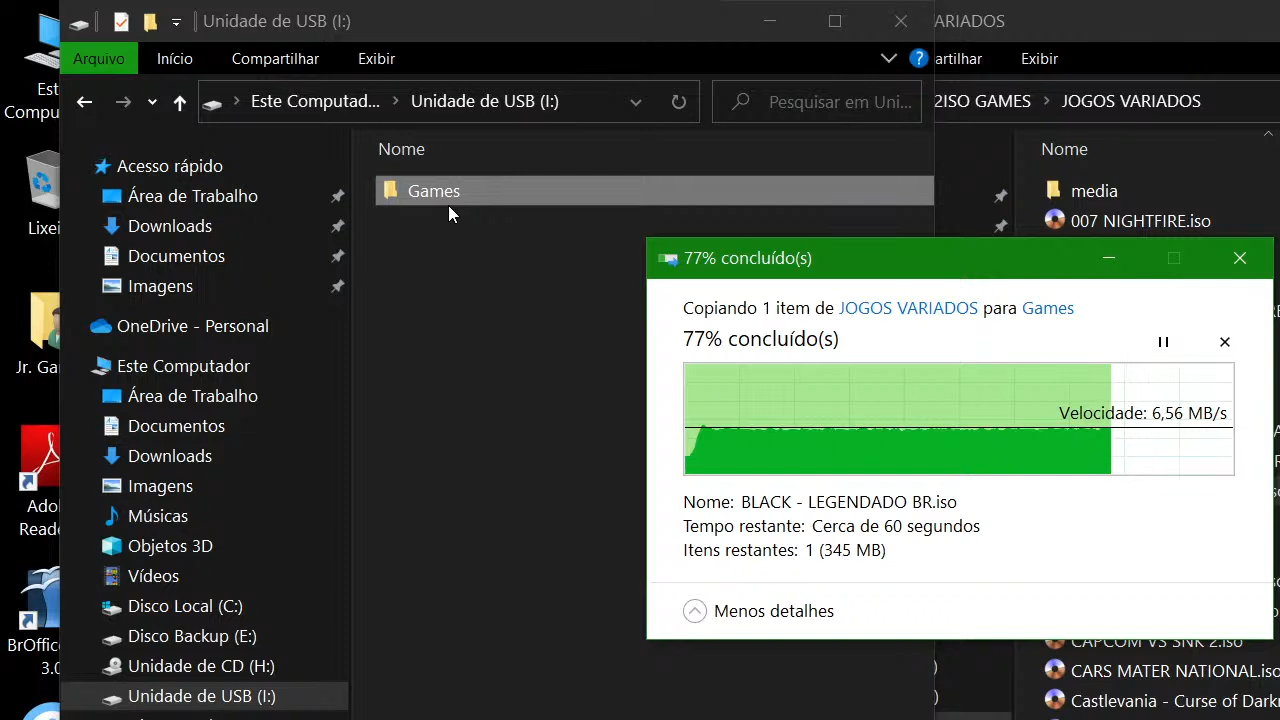 Est
Compu
Lixei
Jr. Ga
Ado
Reade
BrOffic
3.0
Unidade de USB (I:)
Arquivo
Início
Compartilhar
Exibir
?
Este Computad...
Unidade de USB (I:)
Pesquisar em Uni...
Acesso rápido
Área de Trabalho
Downloads
Documentos
Imagens
OneDrive - Personal
Este Computador
Área de Trabalho
Documentos
Downloads
Imagens
Músicas
Objetos 3D
Vídeos
Disco Local (C:)
Disco Backup (E:)
Unidade de CD (H:)
Unidade de USB (I:)
Nome
Games
ARIADOS
artilhar
Exibir
2ISO GAMES
JOGOS VARIADOS
Nome
media
007 NIGHTFIRE.iso
77% concluído(s)
Copiando 1 item de JOGOS VARIADOS para Games
77% concluído(s)
Velocidade: 6,56 MB/s
Nome: BLACK - LEGENDADO BR.iso
Tempo restante: Cerca de 60 segundos
Itens restantes: 1 (345 MB)
Menos detalhes
CAPCOM VS SNK 2.iso
CARS MATER NATIONAL.iso
Castlevania - Curse of Dark